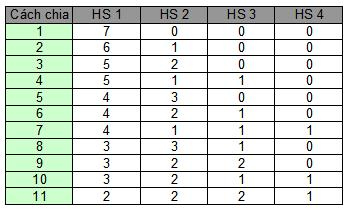 Cách chia HS 1 HS 2 HS 3 HS 4
1 7 0 0 0
2 6 1 0 0
3 5 2 0 0
4 5 1 1 0
5 4 3 0 0
6 4 2 1 0
7 4 1 1 1
8 3 3 1 0
9 3 2 2 0
10 3 2 1 1
11 2 2 2 1